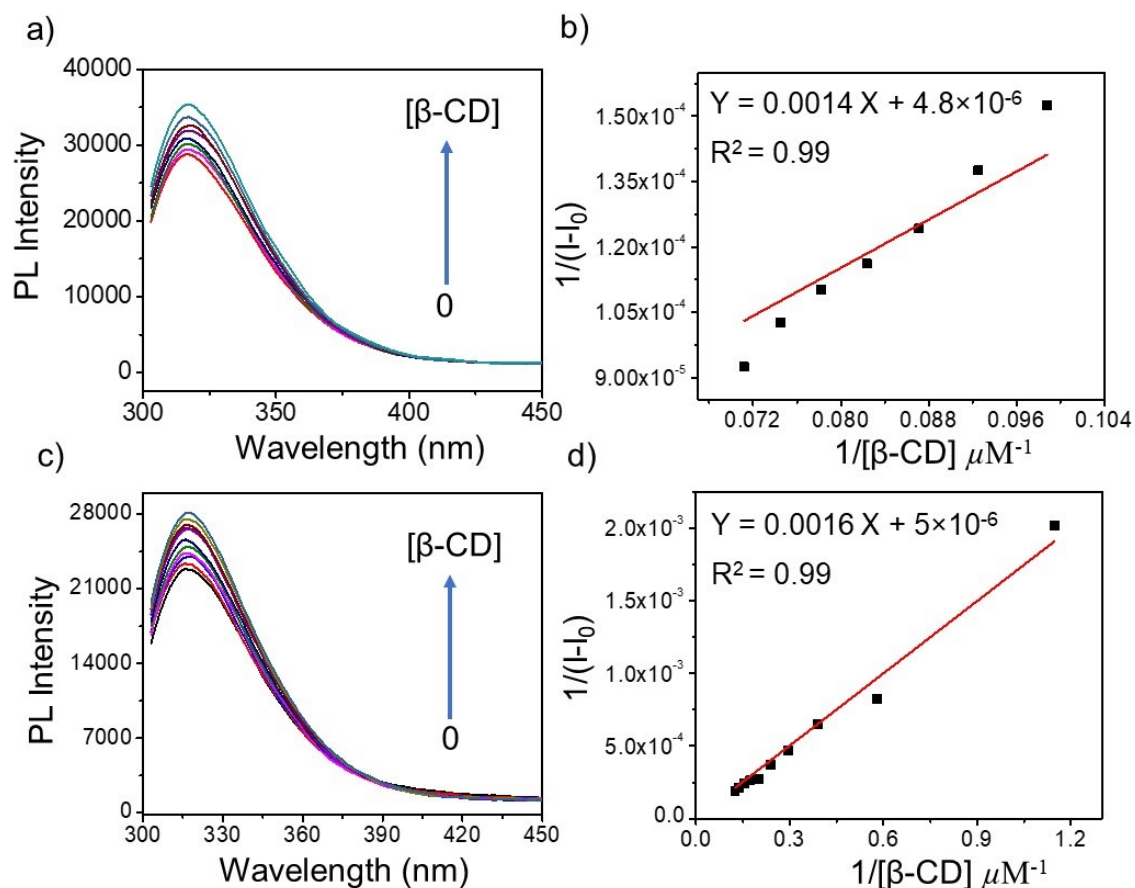 a)
40000
30000
20000
10000
0
PL Intensity
[β-CD]
0
300
350
400
450
Wavelength (nm)
b)
Y = 0.0014 X + 4.8×10⁻⁶
R² = 0.99
1.50x10⁻⁴
1.35x10⁻⁴
1.20x10⁻⁴
1.05x10⁻⁴
9.00x10⁻⁵
1/(I-I₀)
0.072
0.080
0.088
0.096
0.104
1/[β-CD] µM⁻¹
c)
28000
21000
14000
7000
0
PL Intensity
[β-CD]
0
300
330
360
390
420
450
Wavelength (nm)
d)
Y = 0.0016 X + 5×10⁻⁶
R² = 0.99
2.0x10⁻³
1.5x10⁻³
1.0x10⁻³
5.0x10⁻⁴
0.0
1/(I-I₀)
0.0
0.3
0.6
0.9
1.2
1/[β-CD] µM⁻¹